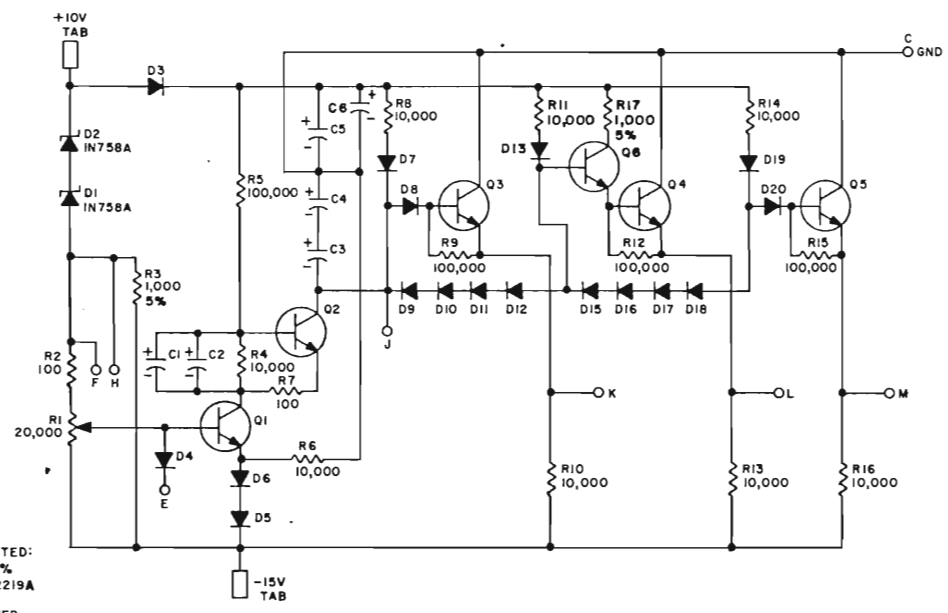 +10V
TAB
C
GND
D3
D2
1N758A
D1
1N758A
R5
100,000
C6
+
-
+
C5
-
+
C4
-
+
C3
-
R8
10,000
D7
D8
Q3
R9
100,000
R11
10,000
D13
R17
1,000
5%
Q6
Q4
R12
100,000
R14
10,000
D19
D20
Q5
R15
100,000
R3
1,000
5%
D9
D10
D11
D12
D15
D16
D17
D18
Q2
J
R2
100
F
H
+
C1
-
+
C2
-
R4
10,000
R7
100
K
L
M
R1
20,000
Q1
D4
E
R6
10,000
D6
D5
R10
10,000
R13
10,000
R16
10,000
TED:
%
2219A
-15V
TAB